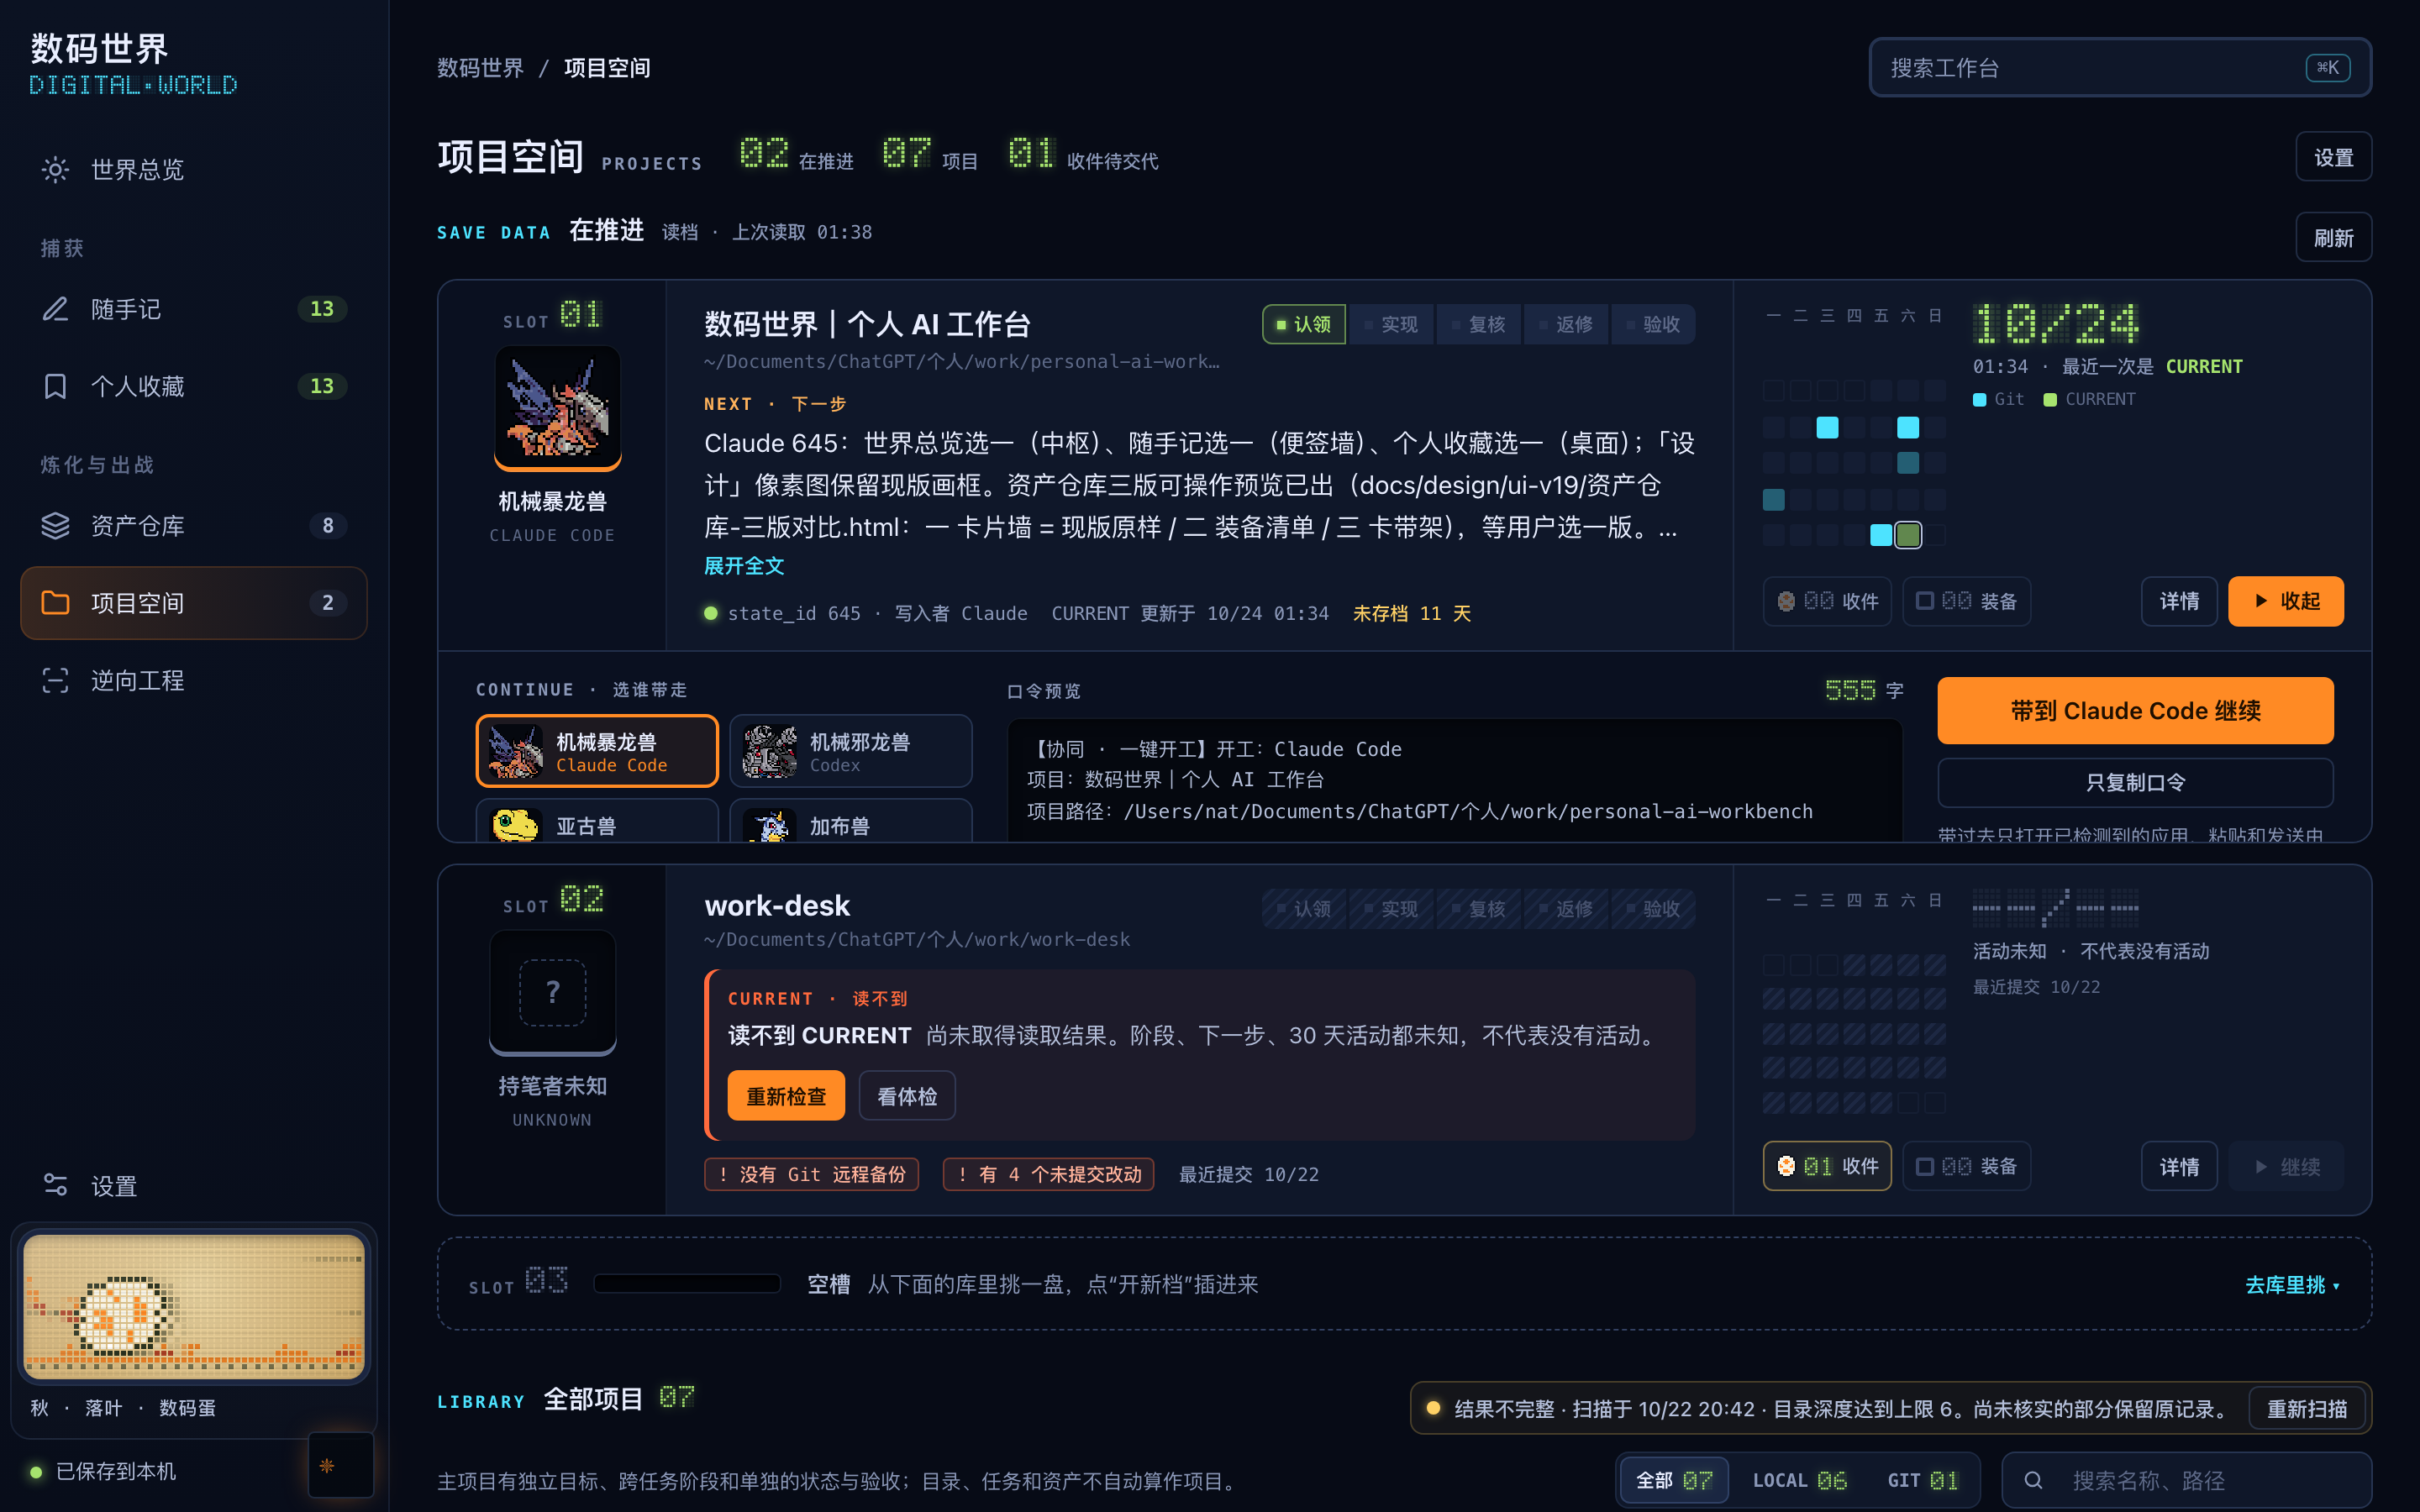 数码世界
DIGITAL·WORLD
世界总览
捕获
随手记 13
个人收藏 13
炼化与出战
资产仓库 8
项目空间 2
逆向工程
设置
秋 · 落叶 · 数码蛋
已保存到本机
数码世界 / 项目空间
搜索工作台 ⌘K
项目空间 PROJECTS 02 在推进 07 项目 01 收件待交代
设置
SAVE DATA 在推进 读档 · 上次读取 01:38
刷新
SLOT 01
机械暴龙兽
CLAUDE CODE
数码世界｜个人 AI 工作台
认领 实现 复核 返修 验收
~/Documents/ChatGPT/个人/work/personal-ai-work…
NEXT · 下一步
Claude 645：世界总览选一（中枢）、随手记选一（便签墙）、个人收藏选一（桌面）；「设
计」像素图保留现版画框。资产仓库三版可操作预览已出（docs/design/ui-v19/资产仓
库-三版对比.html：一 卡片墙 = 现版原样 / 二 装备清单 / 三 卡带架），等用户选一版。…
展开全文
state_id 645 · 写入者 Claude CURRENT 更新于 10/24 01:34 未存档 11 天
一 二 三 四 五 六 日
10/24
01:34 · 最近一次是 CURRENT
Git CURRENT
00 收件 00 装备 详情 ▶ 收起
CONTINUE · 选谁带走
机械暴龙兽
Claude Code
机械邪龙兽
Codex
亚古兽
加布兽
口令预览 555 字
【协同 · 一键开工】开工：Claude Code
项目：数码世界｜个人 AI 工作台
项目路径：/Users/nat/Documents/ChatGPT/个人/work/personal-ai-workbench
带到 Claude Code 继续
只复制口令
带过去只打开已检测到的应用，粘贴和发送由
SLOT 02
?
持笔者未知
UNKNOWN
work-desk
认领 实现 复核 返修 验收
~/Documents/ChatGPT/个人/work/work-desk
CURRENT · 读不到
读不到 CURRENT 尚未取得读取结果。阶段、下一步、30 天活动都未知，不代表没有活动。
重新检查 看体检
! 没有 Git 远程备份 ! 有 4 个未提交改动 最近提交 10/22
一 二 三 四 五 六 日
--/--
活动未知 · 不代表没有活动
最近提交 10/22
01 收件 00 装备 详情 ▶ 继续
SLOT 03 空槽 从下面的库里挑一盘，点“开新档”插进来 去库里挑 ▾
LIBRARY 全部项目 07
结果不完整 · 扫描于 10/22 20:42 · 目录深度达到上限 6。尚未核实的部分保留原记录。 重新扫描
主项目有独立目标、跨任务阶段和单独的状态与验收；目录、任务和资产不自动算作项目。
全部 07 LOCAL 06 GIT 01
搜索名称、路径